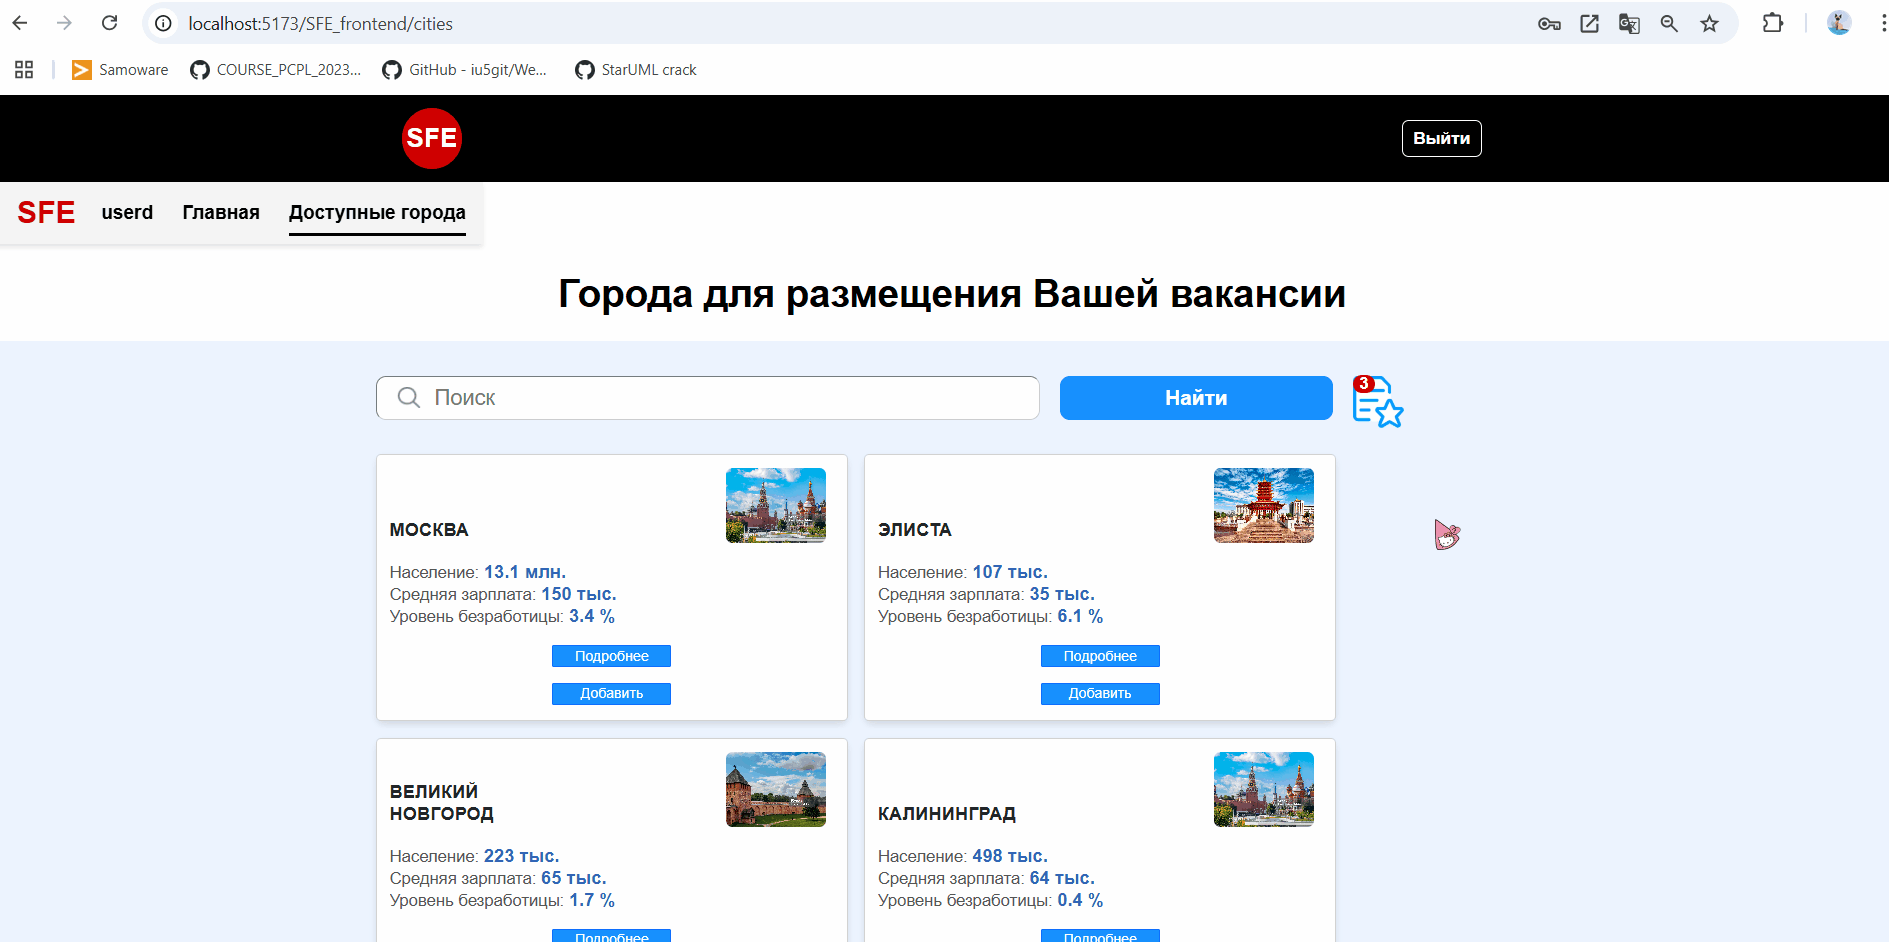 localhost:5173/SFE_frontend/cities
Samoware COURSE_PCPL_2023... GitHub - iu5git/We... StarUML crack
SFE Выйти
SFE userd Главная Доступные города
Города для размещения Вашей вакансии
Поиск Найти 3
МОСКВА
Население: 13.1 млн.
Средняя зарплата: 150 тыс.
Уровень безработицы: 3.4 %
Подробнее
Добавить
ЭЛИСТА
Население: 107 тыс.
Средняя зарплата: 35 тыс.
Уровень безработицы: 6.1 %
Подробнее
Добавить
ВЕЛИКИЙ
НОВГОРОД
Население: 223 тыс.
Средняя зарплата: 65 тыс.
Уровень безработицы: 1.7 %
Подробнее
КАЛИНИНГРАД
Население: 498 тыс.
Средняя зарплата: 64 тыс.
Уровень безработицы: 0.4 %
Подробнее